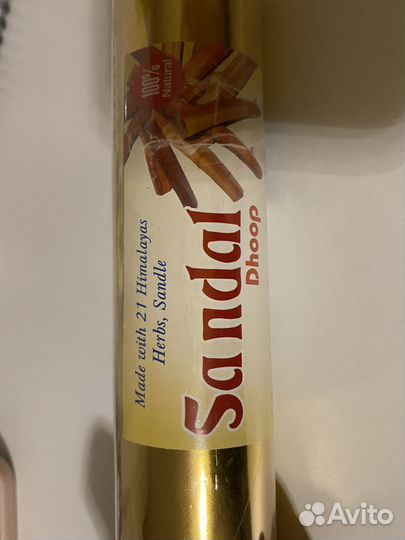 100%
Natural
Sandal
Dhoop
Made with 21 Himalayas
Herbs, Sandle
Avito